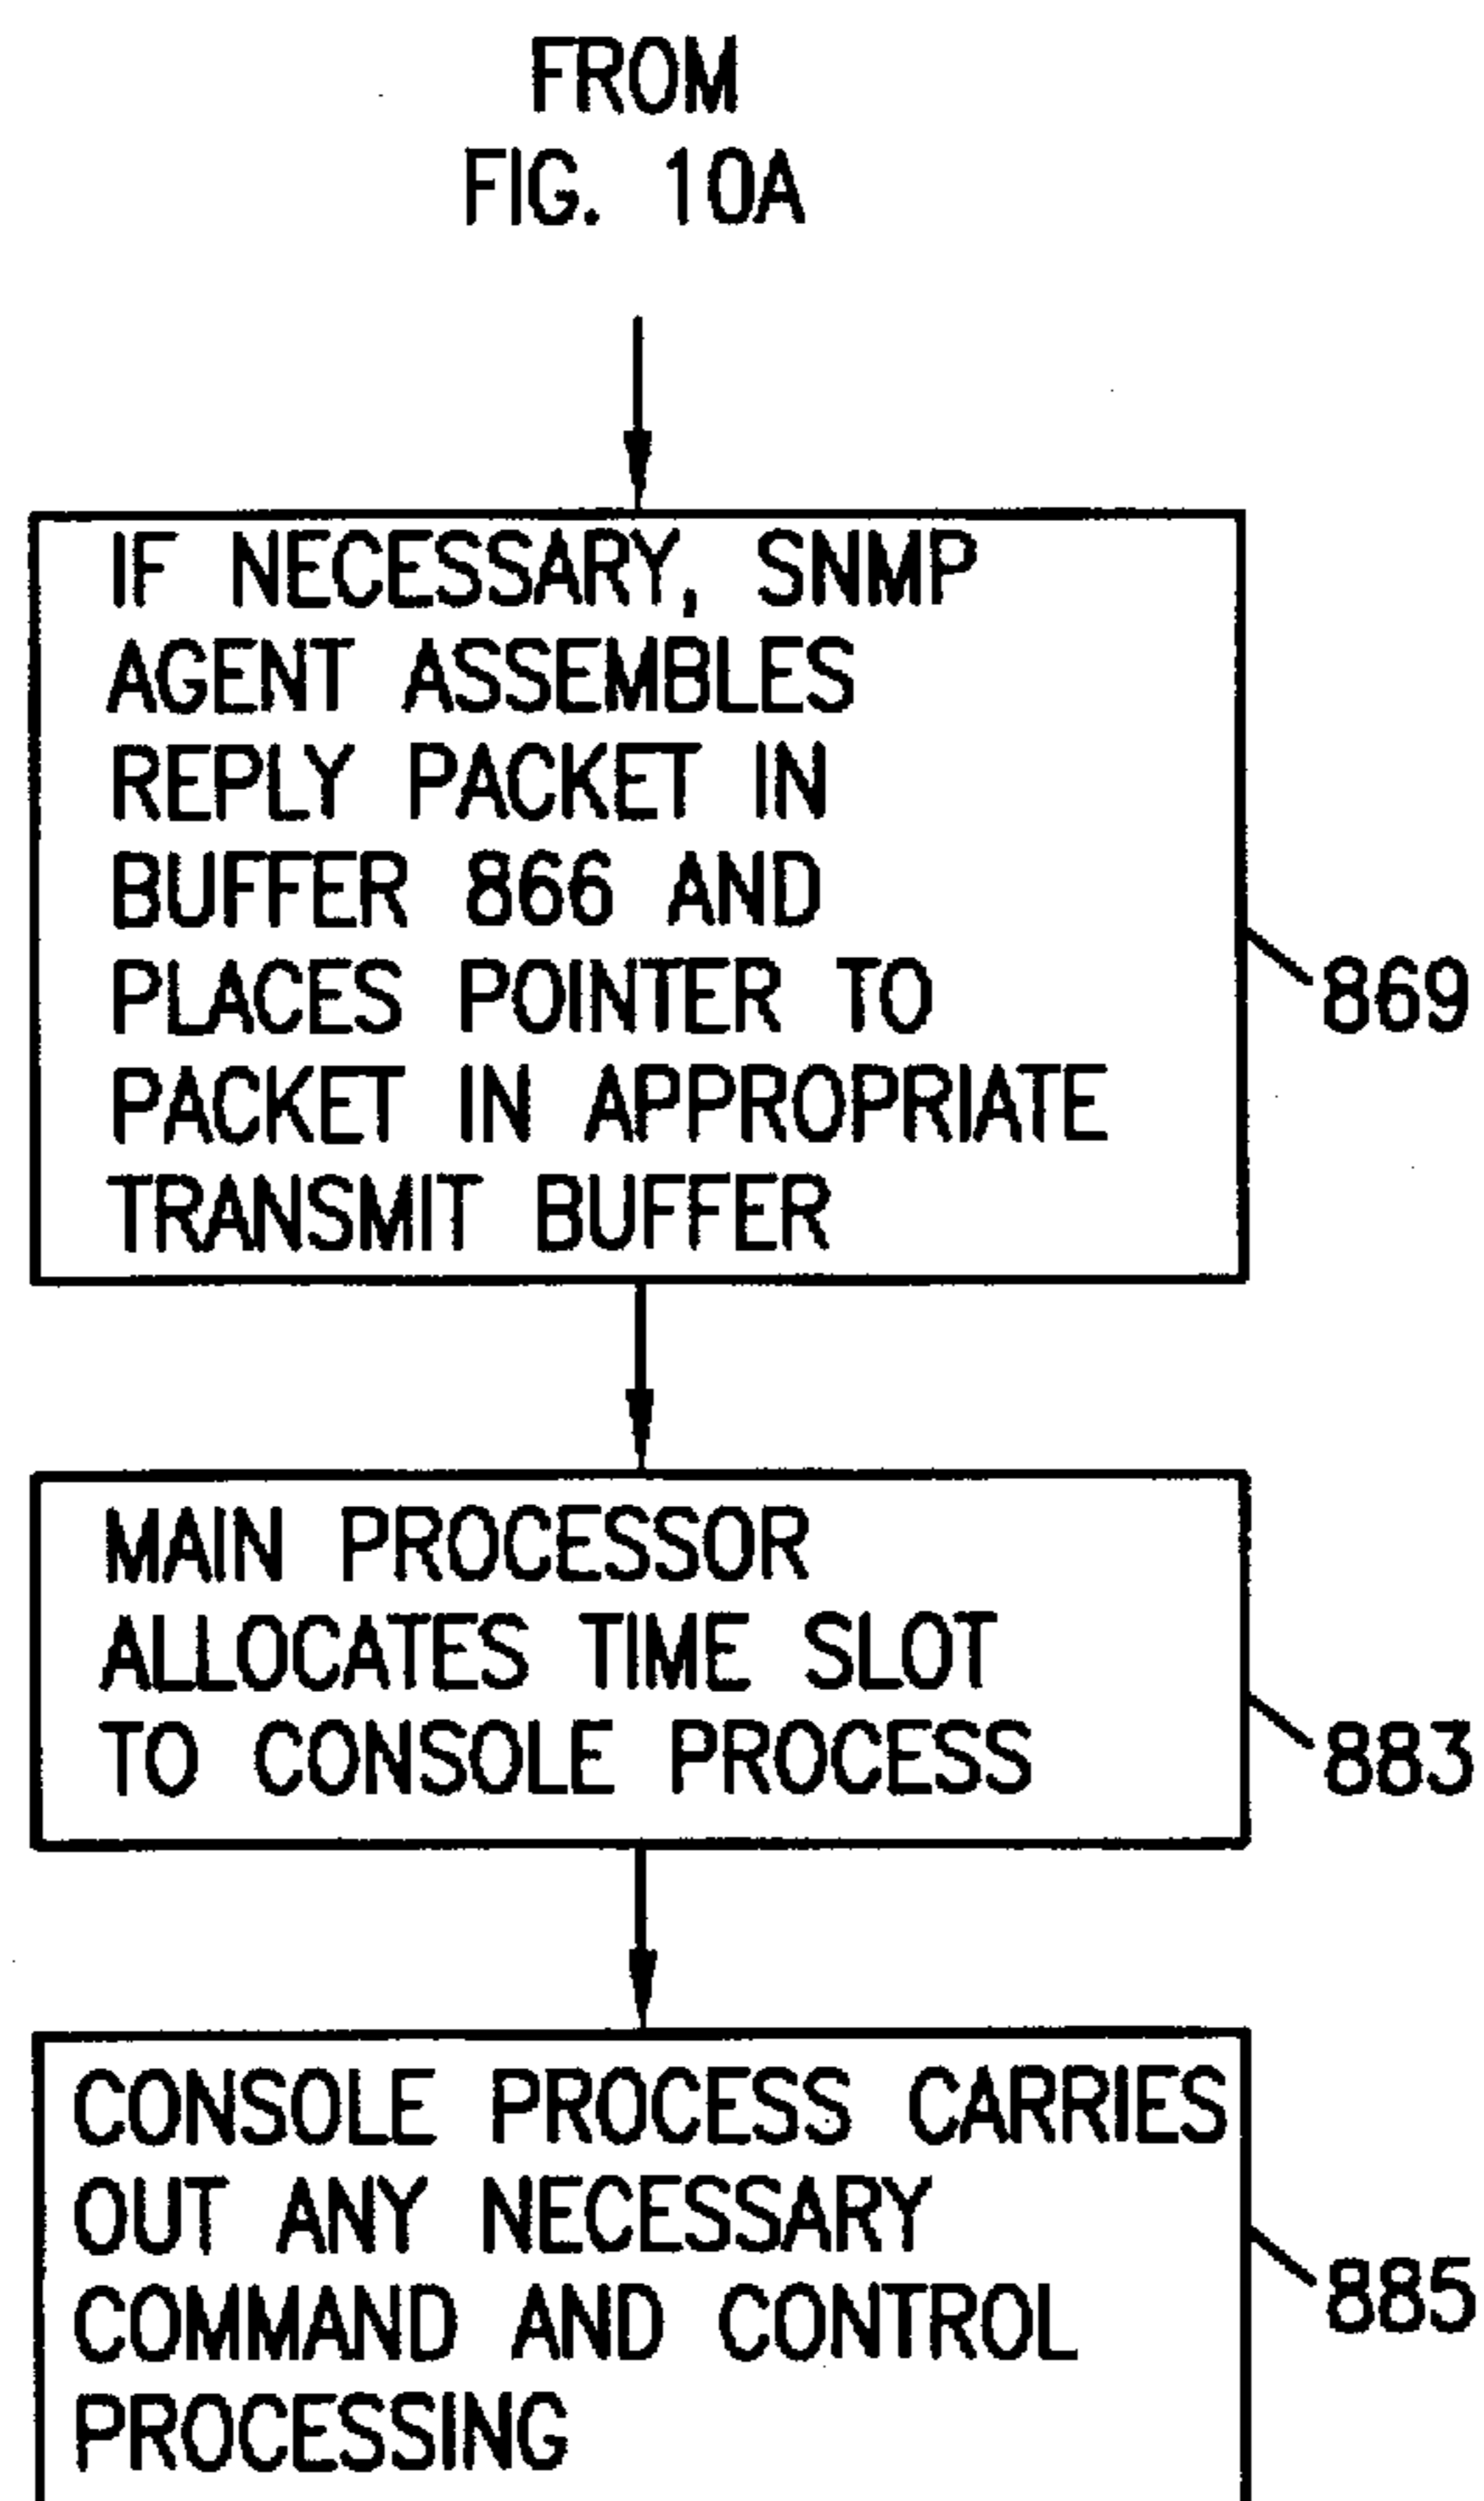 FROM
FIG. 10A
IF NECESSARY, SNMP
AGENT ASSEMBLES
REPLY PACKET IN
BUFFER 866 AND
PLACES POINTER TO
PACKET IN APPROPRIATE
TRANSMIT BUFFER
869
MAIN PROCESSOR
ALLOCATES TIME SLOT
TO CONSOLE PROCESS
883
CONSOLE PROCESS CARRIES
OUT ANY NECESSARY
COMMAND AND CONTROL
PROCESSING
885